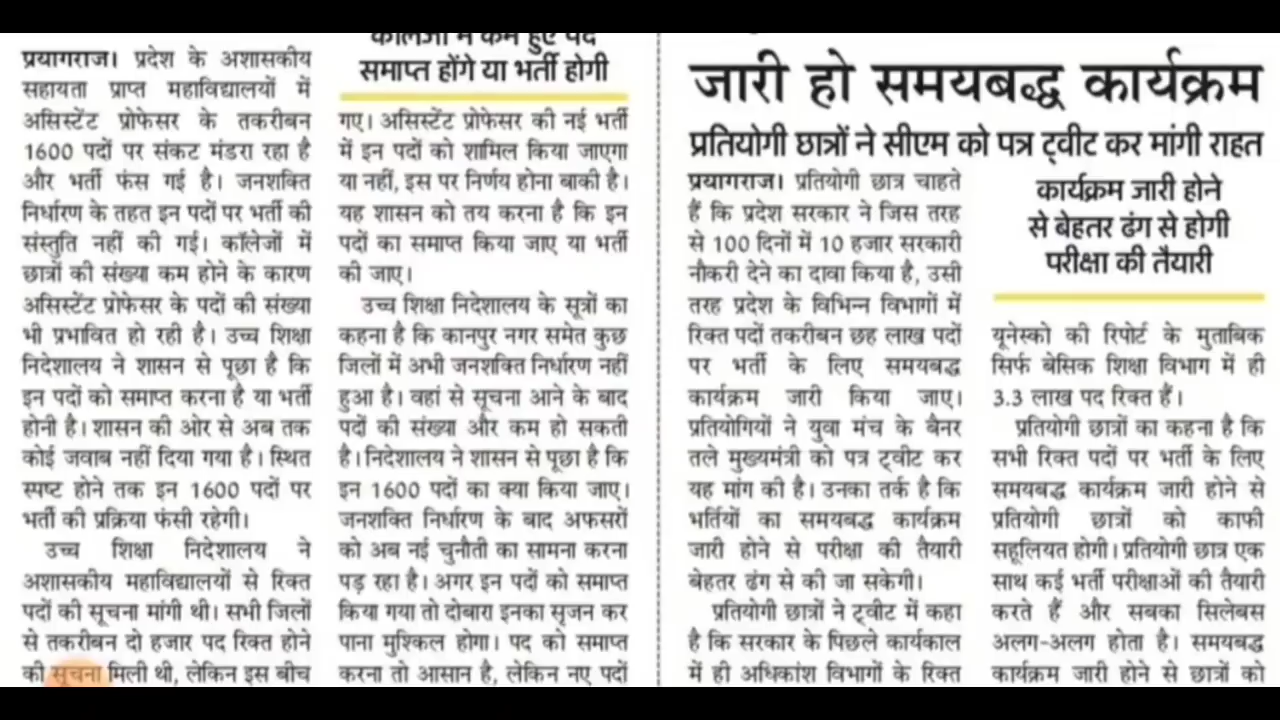 प्रयागराज। प्रदेश के अशासकीय
सहायता प्राप्त महाविद्यालयों में
असिस्टेंट प्रोफेसर के तकरीबन
1600 पदों पर संकट मंडरा रहा है
और भर्ती फंस गई है। जनशक्ति
निर्धारण के तहत इन पदों पर भर्ती की
संस्तुति नहीं की गई। कॉलेजों में
छात्रों की संख्या कम होने के कारण
असिस्टेंट प्रोफेसर के पदों की संख्या
भी प्रभावित हो रही है। उच्च शिक्षा
निदेशालय ने शासन से पूछा है कि
इन पदों को समाप्त करना है या भर्ती
होनी है। शासन की ओर से अब तक
कोई जवाब नहीं दिया गया है। स्थित
स्पष्ट होने तक इन 1600 पदों पर
भर्ती की प्रक्रिया फंसी रहेगी।
उच्च शिक्षा निदेशालय ने
अशासकीय महाविद्यालयों से रिक्त
पदों की सूचना मांगी थी। सभी जिलों
से तकरीबन दो हजार पद रिक्त होने
की सूचना मिली थी, लेकिन इस बीच
कॉलेजों में कम हुए पद
समाप्त होंगे या भर्ती होगी
गए। असिस्टेंट प्रोफेसर की नई भर्ती
में इन पदों को शामिल किया जाएगा
या नहीं, इस पर निर्णय होना बाकी है।
यह शासन को तय करना है कि इन
पदों का समाप्त किया जाए या भर्ती
की जाए।
उच्च शिक्षा निदेशालय के सूत्रों का
कहना है कि कानपुर नगर समेत कुछ
जिलों में अभी जनशक्ति निर्धारण नहीं
हुआ है। वहां से सूचना आने के बाद
पदों की संख्या और कम हो सकती
है। निदेशालय ने शासन से पूछा है कि
इन 1600 पदों का क्या किया जाए।
जनशक्ति निर्धारण के बाद अफसरों
को अब नई चुनौती का सामना करना
पड़ रहा है। अगर इन पदों को समाप्त
किया गया तो दोबारा इनका सृजन कर
पाना मुश्किल होगा। पद को समाप्त
करना तो आसान है, लेकिन नए पदों
जारी हो समयबद्ध कार्यक्रम
प्रतियोगी छात्रों ने सीएम को पत्र ट्वीट कर मांगी राहत
प्रयागराज। प्रतियोगी छात्र चाहते
हैं कि प्रदेश सरकार ने जिस तरह
से 100 दिनों में 10 हजार सरकारी
नौकरी देने का दावा किया है, उसी
तरह प्रदेश के विभिन्न विभागों में
रिक्त पदों तकरीबन छह लाख पदों
पर भर्ती के लिए समयबद्ध
कार्यक्रम जारी किया जाए।
प्रतियोगियों ने युवा मंच के बैनर
तले मुख्यमंत्री को पत्र ट्वीट कर
यह मांग की है। उनका तर्क है कि
भर्तियों का समयबद्ध कार्यक्रम
जारी होने से परीक्षा की तैयारी
बेहतर ढंग से की जा सकेगी।
प्रतियोगी छात्रों ने ट्वीट में कहा
है कि सरकार के पिछले कार्यकाल
में ही अधिकांश विभागों के रिक्त
कार्यक्रम जारी होने
से बेहतर ढंग से होगी
परीक्षा की तैयारी
यूनेस्को की रिपोर्ट के मुताबिक
सिर्फ बेसिक शिक्षा विभाग में ही
3.3 लाख पद रिक्त हैं।
प्रतियोगी छात्रों का कहना है कि
सभी रिक्त पदों पर भर्ती के लिए
समयबद्ध कार्यक्रम जारी होने से
प्रतियोगी छात्रों को काफी
सहूलियत होगी। प्रतियोगी छात्र एक
साथ कई भर्ती परीक्षाओं की तैयारी
करते हैं और सबका सिलेबस
अलग-अलग होता है। समयबद्ध
कार्यक्रम जारी होने से छात्रों को